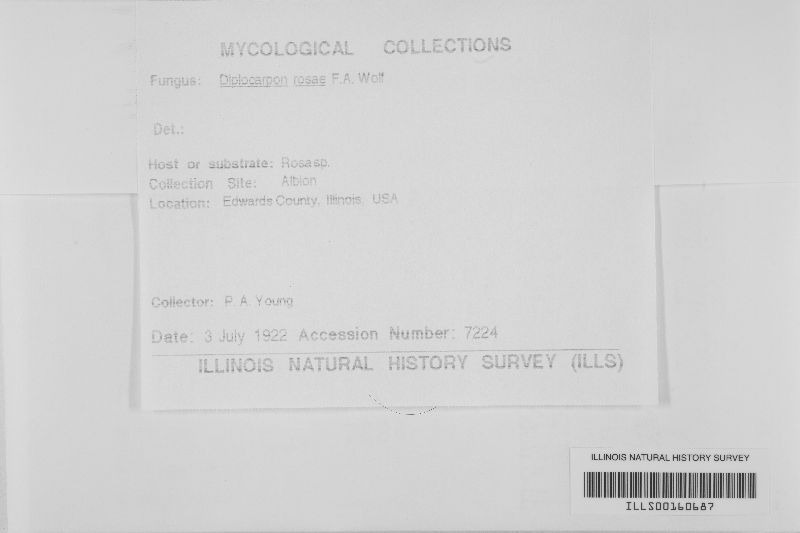 MYCOLOGICAL COLLECTIONS
Fungus: Diplocarpon rosae F.A. Wolf
Det.:
Host or substrate: Rosa sp.
Collection Site: Albion
Location: Edwards County, Illinois, USA
Collector: P. A. Young
Date: 3 July 1922 Accession Number: 7224
ILLINOIS NATURAL HISTORY SURVEY (ILLS)
ILLINOIS NATURAL HISTORY SURVEY
ILLS00160687